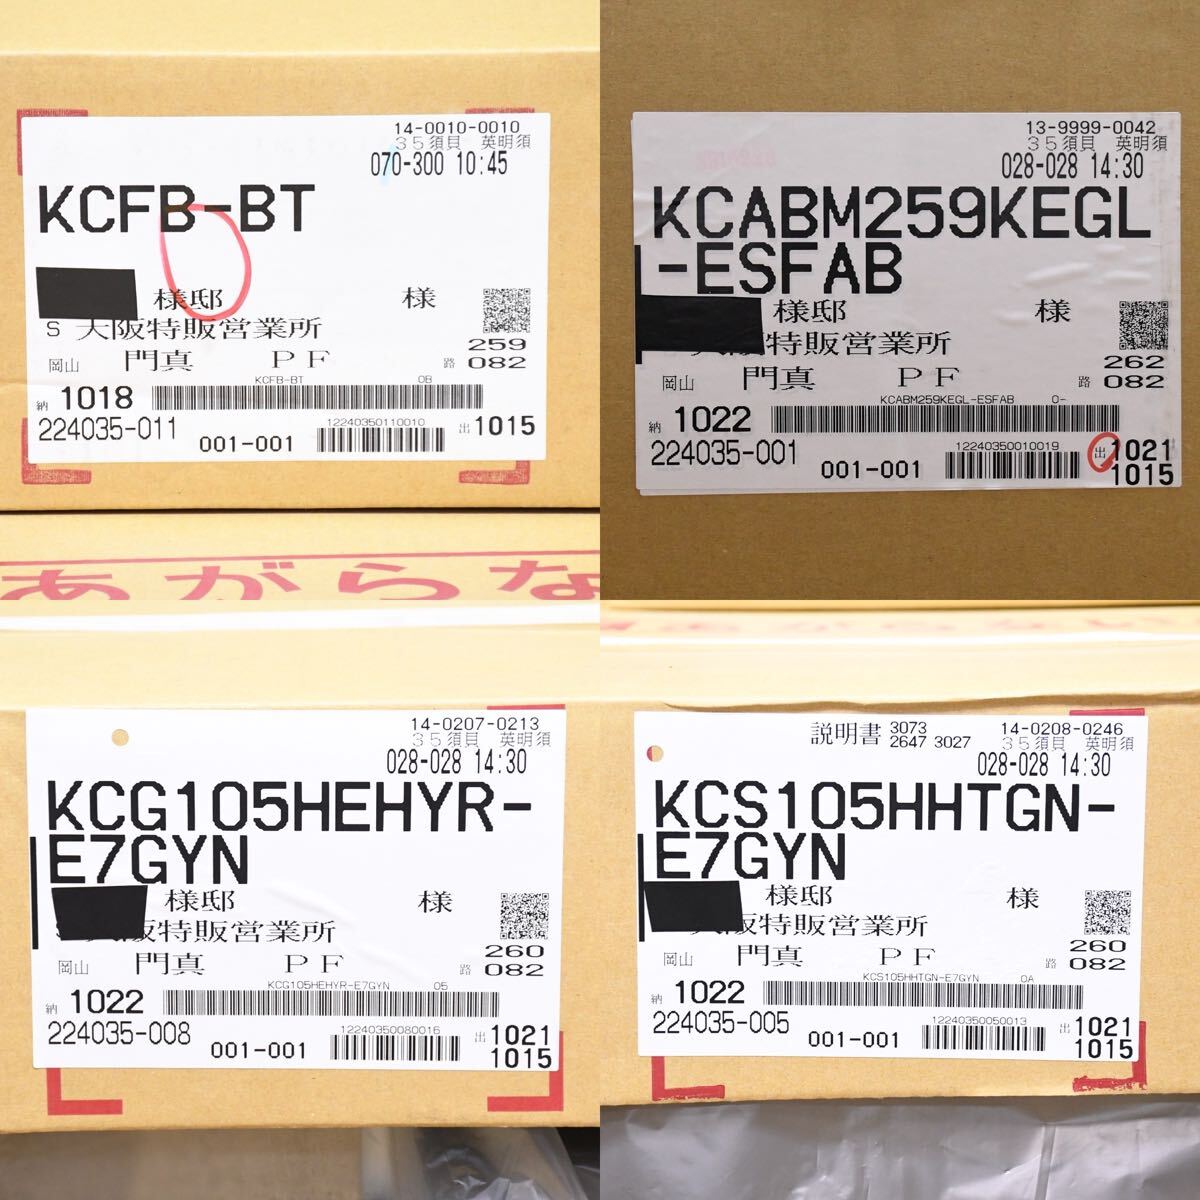 14-0010-0010
35須貝 英明須
070-300 10:45
KCFB-BT
様邸 様
S 大阪特販営業所
259
岡山 門真 PF 路 082
KCFB-BT 0B
納 1018
224035-011
12240350110010
001-001
出 1015
あがらな
13-9999-0042
35須貝 英明須
028-028 14:30
KCABM259KEGL
-ESFAB
様邸 様
大阪特販営業所
262
岡山 門真 PF 路 082
KCABM259KEGL-ESFAB 0-
納 1022
224035-001
12240350010019
001-001
出 1021
1015
14-0207-0213
35須貝 英明須
028-028 14:30
KCG105HEHYR-
E7GYN
様邸 様
S 大阪特販営業所
260
岡山 門真 PF 路 082
KCG105HEHYR-E7GYN 05
納 1022
224035-008
12240350080016
001-001
出 1021
1015
説明書 3073
2647 3027
14-0208-0246
35須貝 英明須
028-028 14:30
KCS105HHTGN-
E7GYN
様邸 様
大阪特販営業所
260
岡山 門真 PF 路 082
KCS105HHTGN-E7GYN 0A
納 1022
224035-005
12240350050013
001-001
出 1021
1015